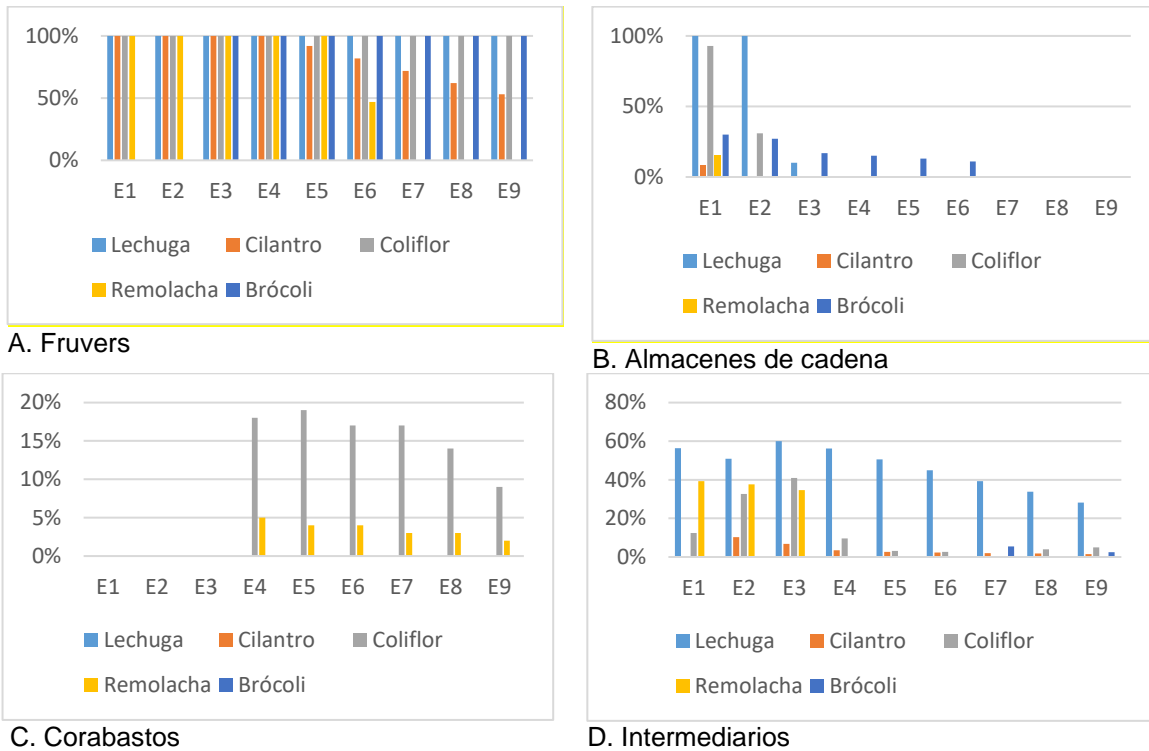 100%
50%
0%
E1 E2 E3 E4 E5 E6 E7 E8 E9
Lechuga Cilantro Coliflor
Remolacha Brócoli
A. Fruvers
100%
50%
0%
E1 E2 E3 E4 E5 E6 E7 E8 E9
Lechuga Cilantro Coliflor
Remolacha Brócoli
B. Almacenes de cadena
20%
15%
10%
5%
0%
E1 E2 E3 E4 E5 E6 E7 E8 E9
Lechuga Cilantro Coliflor
Remolacha Brócoli
C. Corabastos
80%
60%
40%
20%
0%
E1 E2 E3 E4 E5 E6 E7 E8 E9
Lechuga Cilantro Coliflor
Remolacha Brócoli
D. Intermediarios